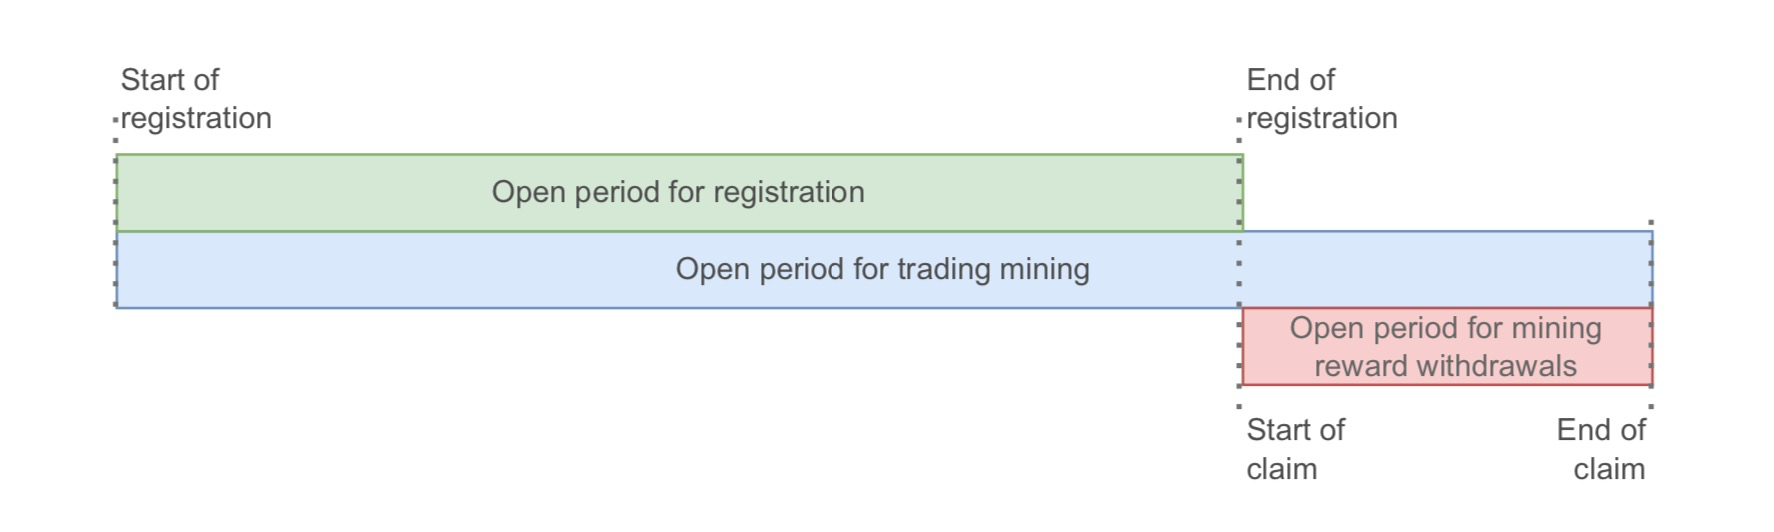 Start of
registration
End of
registration
Open period for registration
Open period for trading mining
Open period for mining
reward withdrawals
Start of
claim
End of
claim